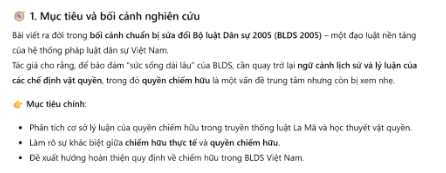 🧭 1. Mục tiêu và bối cảnh nghiên cứu
Bài viết ra đời trong bối cảnh chuẩn bị sửa đổi Bộ luật Dân sự 2005 (BLDS 2005) – một đạo luật nền tảng
của hệ thống pháp luật dân sự Việt Nam.
Tác giả cho rằng, để bảo đảm "sức sống dài lâu" của BLDS, cần quay trở lại ngữ cảnh lịch sử và lý luận của
các chế định vật quyền, trong đó quyền chiếm hữu là một vấn đề trung tâm nhưng còn bị xem nhẹ.
👉 Mục tiêu chính:
• Phân tích cơ sở lý luận của quyền chiếm hữu trong truyền thống luật La Mã và học thuyết vật quyền.
• Làm rõ sự khác biệt giữa chiếm hữu thực tế và quyền chiếm hữu.
• Đề xuất hướng hoàn thiện quy định về chiếm hữu trong BLDS Việt Nam.